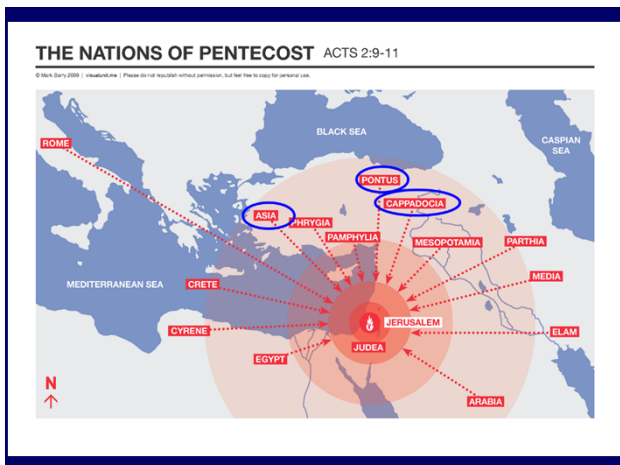 THE NATIONS OF PENTECOST ACTS 2:9-11
© Mark Barry 2009 | visualunit.me | Please do not republish without permission, but feel free to copy for personal use.
BLACK SEA
ROME
CASPIAN
SEA
PONTUS
CAPPADOCIA
ASIA
PHRYGIA
PAMPHYLIA
MESOPOTAMIA
PARTHIA
MEDIA
MEDITERRANEAN SEA
CRETE
JERUSALEM
CYRENE
ELAM
JUDEA
EGYPT
N
ARABIA